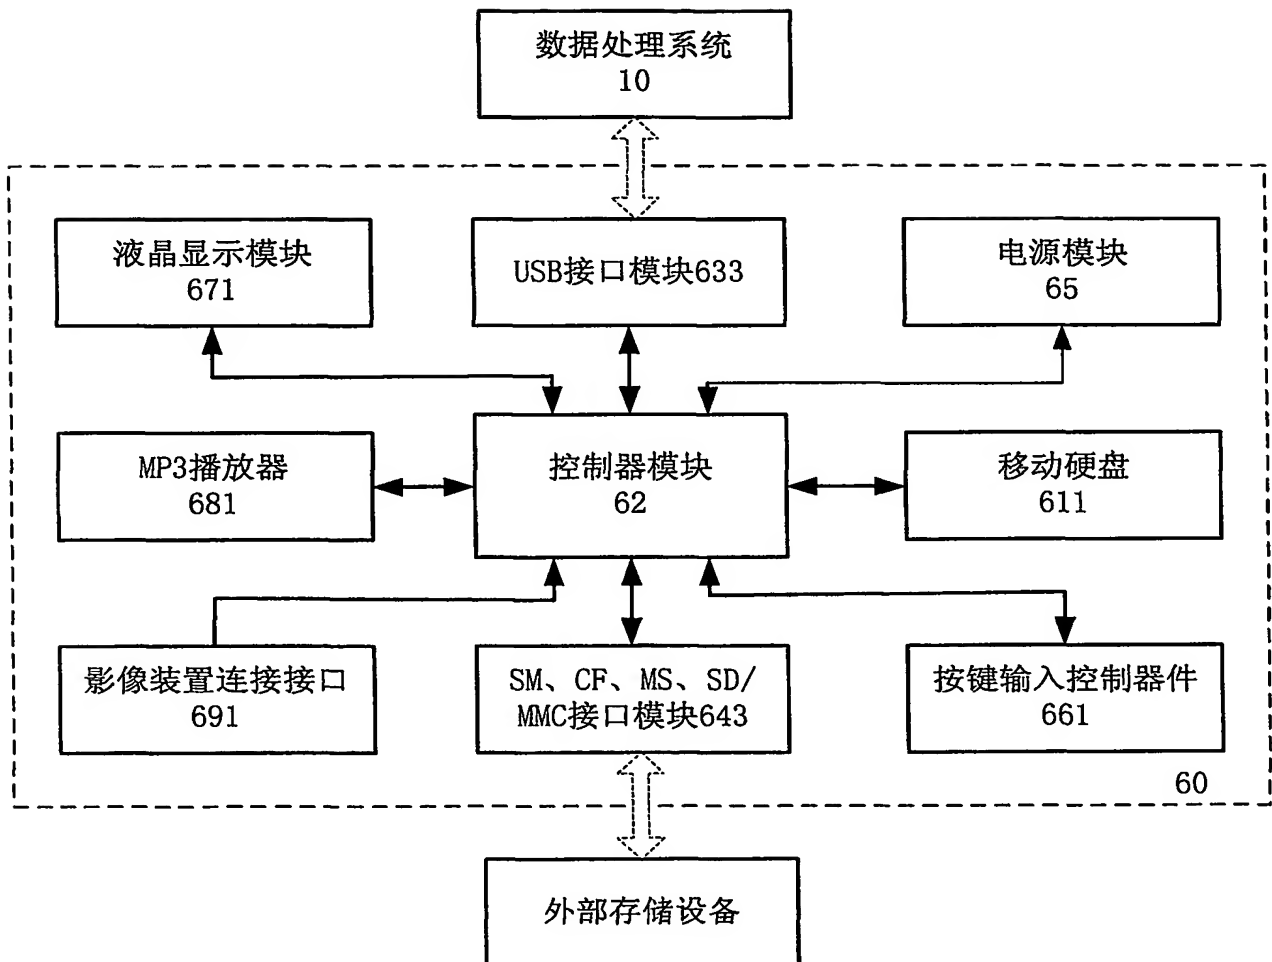 数据处理系统
10
液晶显示模块
671
USB接口模块633
电源模块
65
MP3播放器
681
控制器模块
62
移动硬盘
611
影像装置连接接口
691
SM、CF、MS、SD/
MMC接口模块643
按键输入控制器件
661
60
外部存储设备